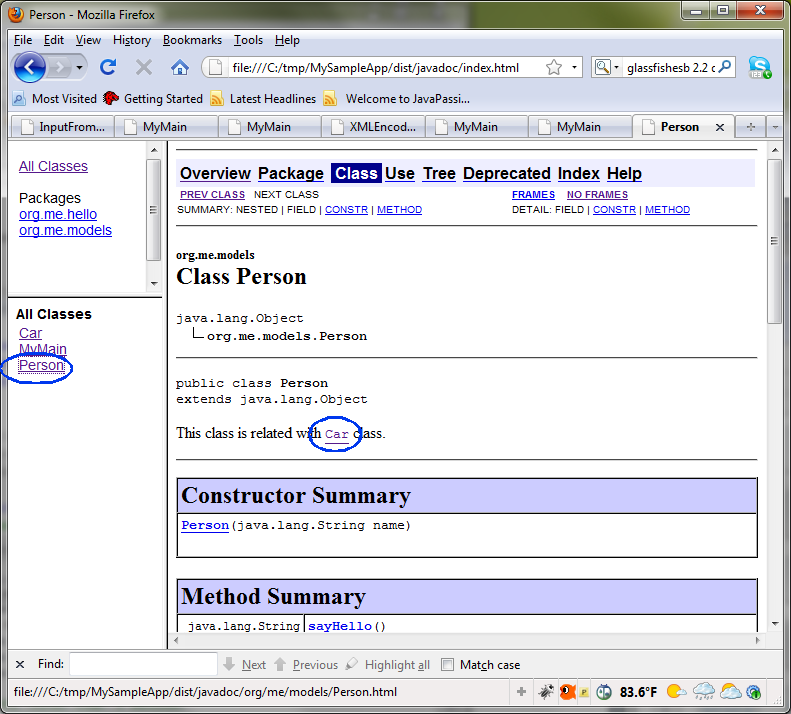 Person - Mozilla Firefox
File Edit View History Bookmarks Tools Help
file:///C:/tmp/MySampleApp/dist/javadoc/index.html glassfishesb 2.2
Most Visited Getting Started Latest Headlines Welcome to JavaPassi...
InputFrom... MyMain MyMain XMLEncod... MyMain MyMain Person
All Classes
Packages
org.me.hello
org.me.models
All Classes
Car
MyMain
Person
Overview Package Class Use Tree Deprecated Index Help
PREV CLASS NEXT CLASS FRAMES NO FRAMES
SUMMARY: NESTED | FIELD | CONSTR | METHOD DETAIL: FIELD | CONSTR | METHOD
org.me.models
Class Person
java.lang.Object
org.me.models.Person
public class Person
extends java.lang.Object
This class is related with Car class.
Constructor Summary
Person(java.lang.String name)
Method Summary
java.lang.String sayHello()
Find: Next Previous Highlight all Match case
file:///C:/tmp/MySampleApp/dist/javadoc/org/me/models/Person.html P 83.6°F